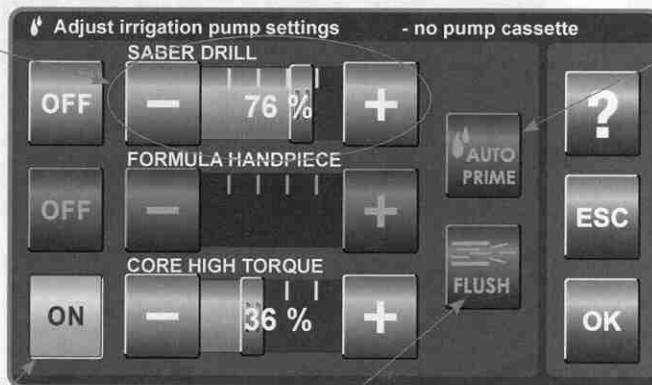 Adjust irrigation pump settings - no pump cassette
SABER DRILL
OFF − 76 % +
AUTO PRIME
?
FORMULA HANDPIECE
OFF − +
ESC
FLUSH
CORE HIGH TORQUE
ON − 36 % +
OK